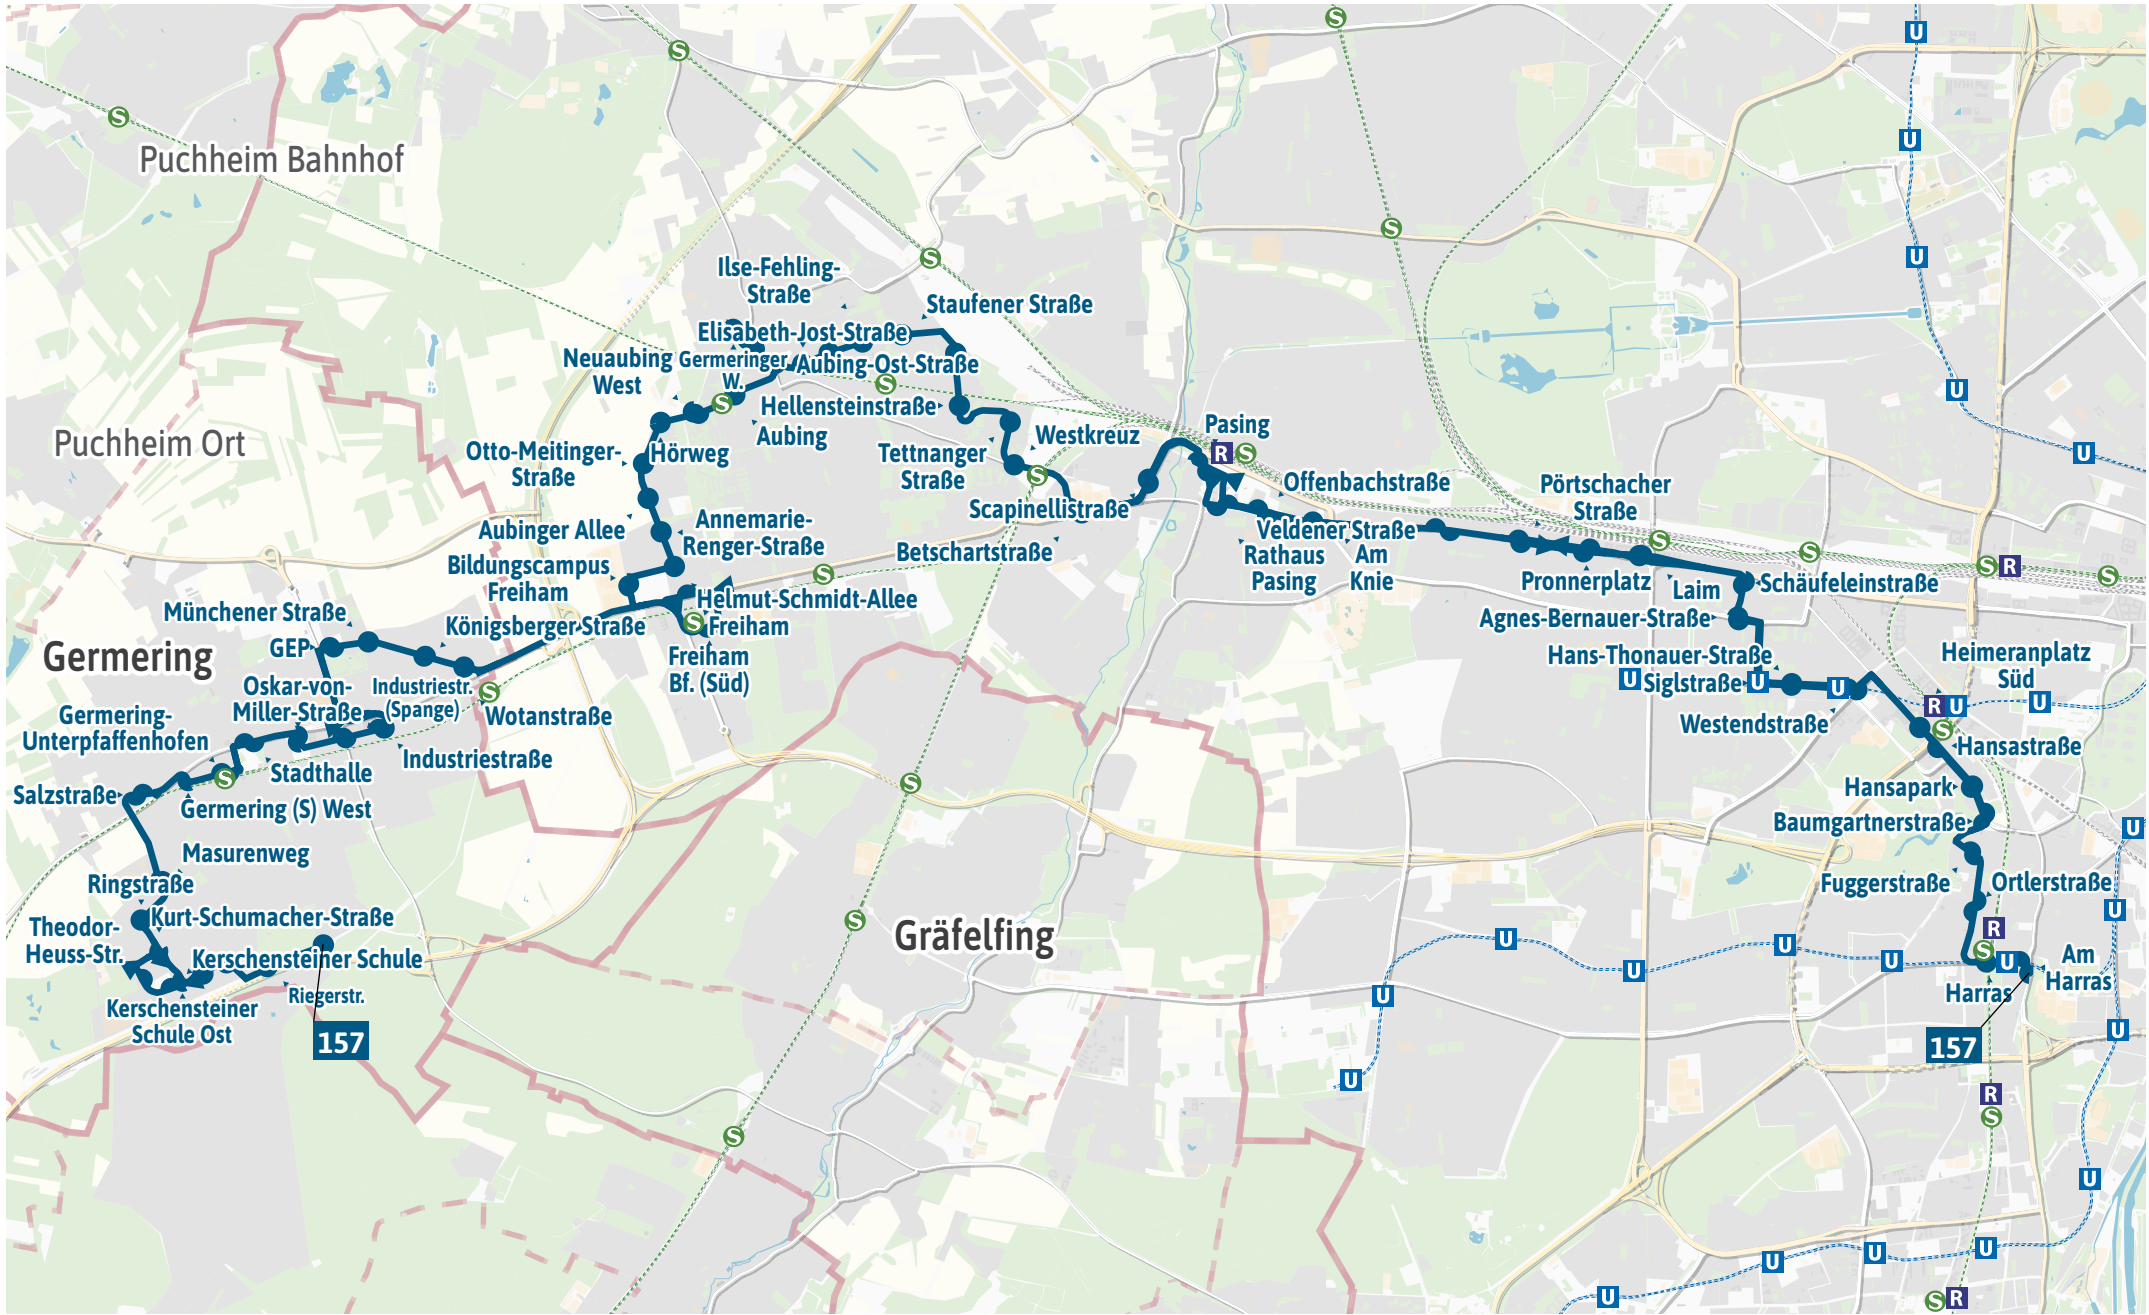 Puchheim Bahnhof
Puchheim Ort
Germering
Gräfelfing
Ilse-Fehling-
Straße
Staufener Straße
Elisabeth-Jost-Straße
Neuaubing
West
Germeringer
W.
Aubing-Ost-Straße
Hellensteinstraße
Aubing
Otto-Meitinger-
Straße
Hörweg
Tettnanger
Straße
Westkreuz
Pasing
R
S
Scapinellistraße
Betschartstraße
Offenbachstraße
Veldener Straße
Rathaus
Pasing
Am
Knie
Pörtschacher
Straße
Pronnerplatz
Laim
Schäufeleinstraße
Agnes-Bernauer-Straße
Hans-Thonauer-Straße
U
Siglstraße
U
Westendstraße
Heimeranplatz
Süd
R
U
S
Hansastraße
Hansapark
Baumgartnerstraße
Fuggerstraße
Ortlerstraße
R
S
U
Harras
Am
Harras
157
Aubinger Allee
Annemarie-
Renger-Straße
Bildungscampus
Freiham
Helmut-Schmidt-Allee
Königsberger Straße
S
Freiham
Freiham
Bf. (Süd)
Münchener Straße
GEP
Oskar-von-
Miller-Straße
Industriestr.
(Spange)
Wotanstraße
Germering-
Unterpfaffenhofen
Stadthalle
Industriestraße
Salzstraße
Germering (S) West
Masurenweg
Ringstraße
Kurt-Schumacher-Straße
Theodor-
Heuss-Str.
Kerschensteiner Schule
Riegerstr.
Kerschensteiner
Schule Ost
157